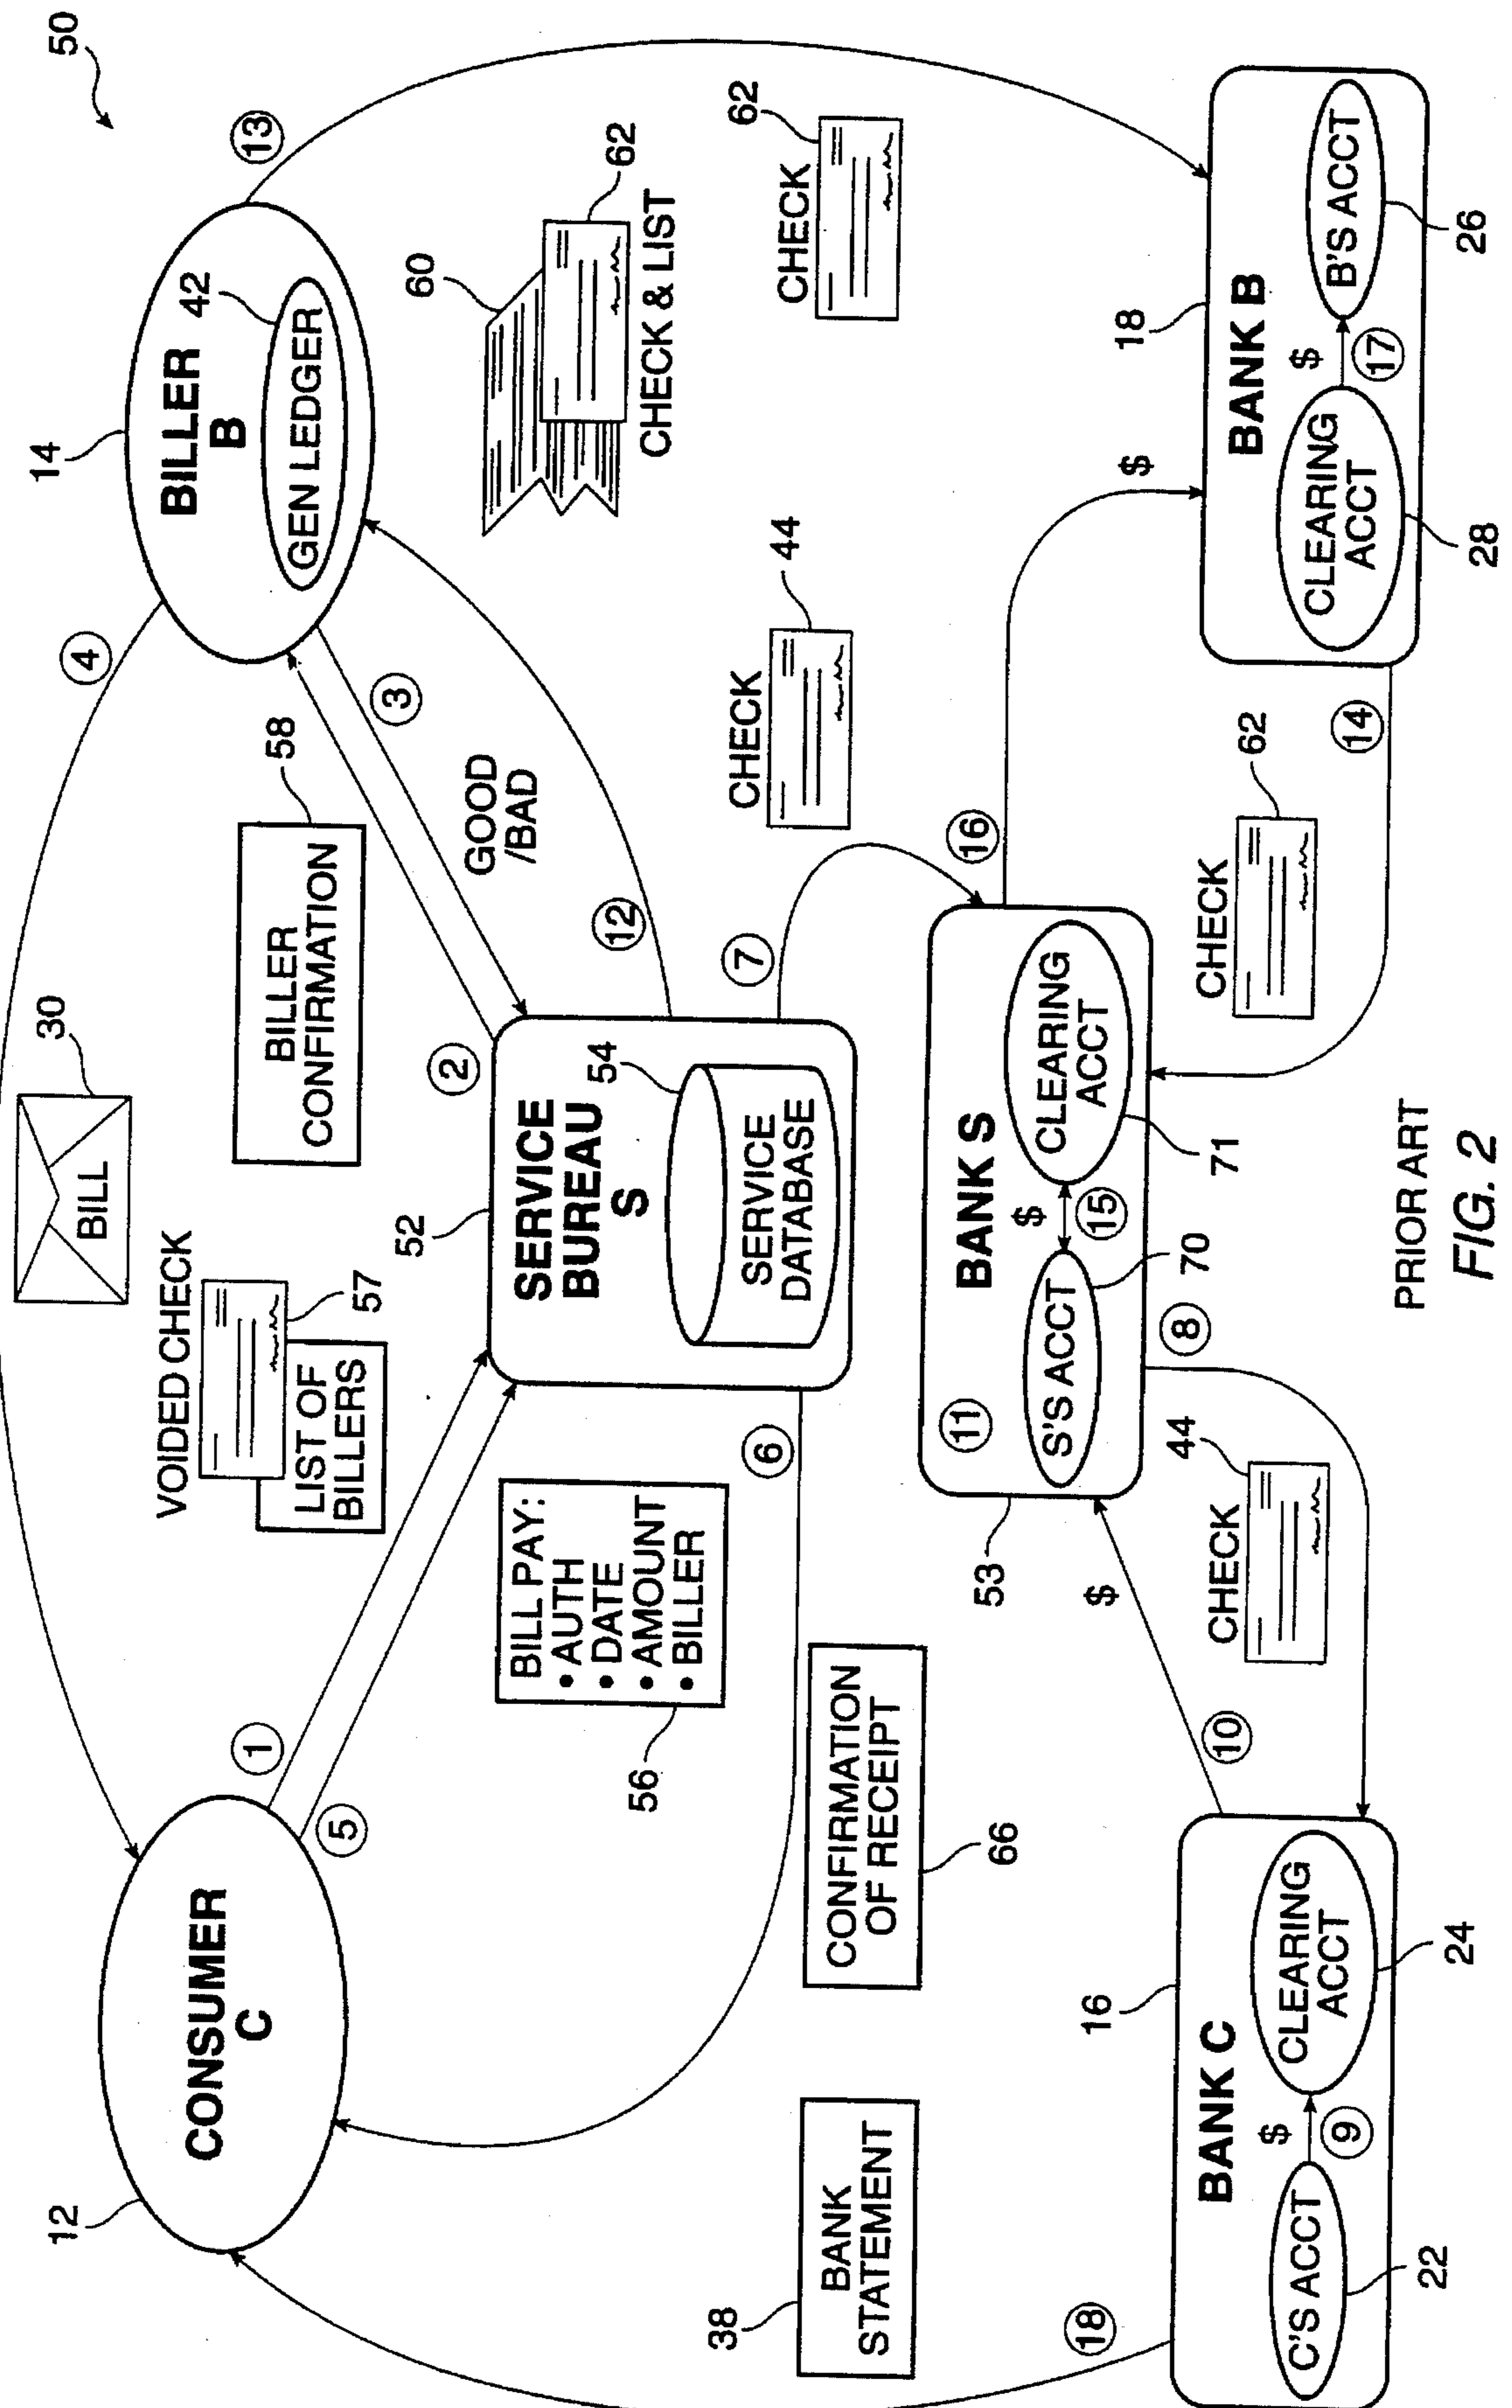 50
4
13
BILL
30
14
BILLER
B
42
GEN LEDGER
12
CONSUMER
C
VOIDED CHECK
57
LIST OF
BILLERS
BILLER
CONFIRMATION
58
1
5
2
3
GOOD
/BAD
60
62
CHECK & LIST
52
SERVICE
BUREAU
S
54
SERVICE
DATABASE
BILL PAY:
• AUTH
• DATE
• AMOUNT
• BILLER
56
12
6
7
CHECK
44
CHECK
62
38
BANK
STATEMENT
CONFIRMATION
OF RECEIPT
66
53
BANK S
11
S'S ACCT
70
$
15
CLEARING
ACCT
71
16
$
18
10
$
8
CHECK
44
CHECK
62
14
16
BANK C
C'S ACCT
22
$
9
CLEARING
ACCT
24
18
BANK B
CLEARING
ACCT
28
$
17
B'S ACCT
26
PRIOR ART
FIG. 2